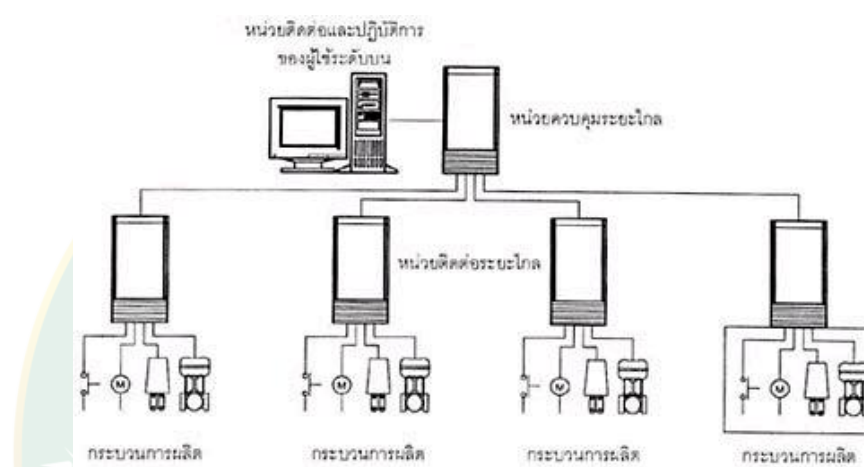 หน่วยติดต่อและปฏิบัติการ
ของผู้ใช้ระดับบน
หน่วยควบคุมระยะไกล
หน่วยติดต่อระยะไกล
M
M
M
M
กระบวนการผลิต
กระบวนการผลิต
กระบวนการผลิต
กระบวนการผลิต